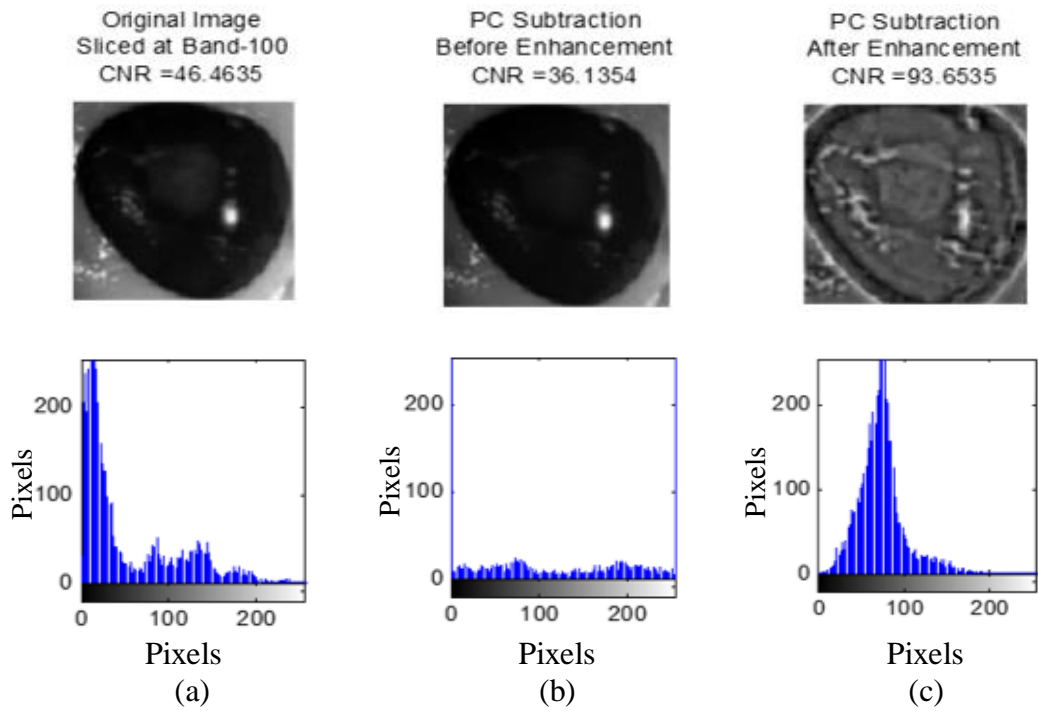 Original Image
Sliced at Band-100
CNR =46.4635
PC Subtraction
Before Enhancement
CNR =36.1354
PC Subtraction
After Enhancement
CNR =93.6535
200
100
0
Pixels
0 100 200
Pixels
(a)
200
100
0
Pixels
0 100 200
Pixels
(b)
200
100
0
Pixels
0 100 200
Pixels
(c)